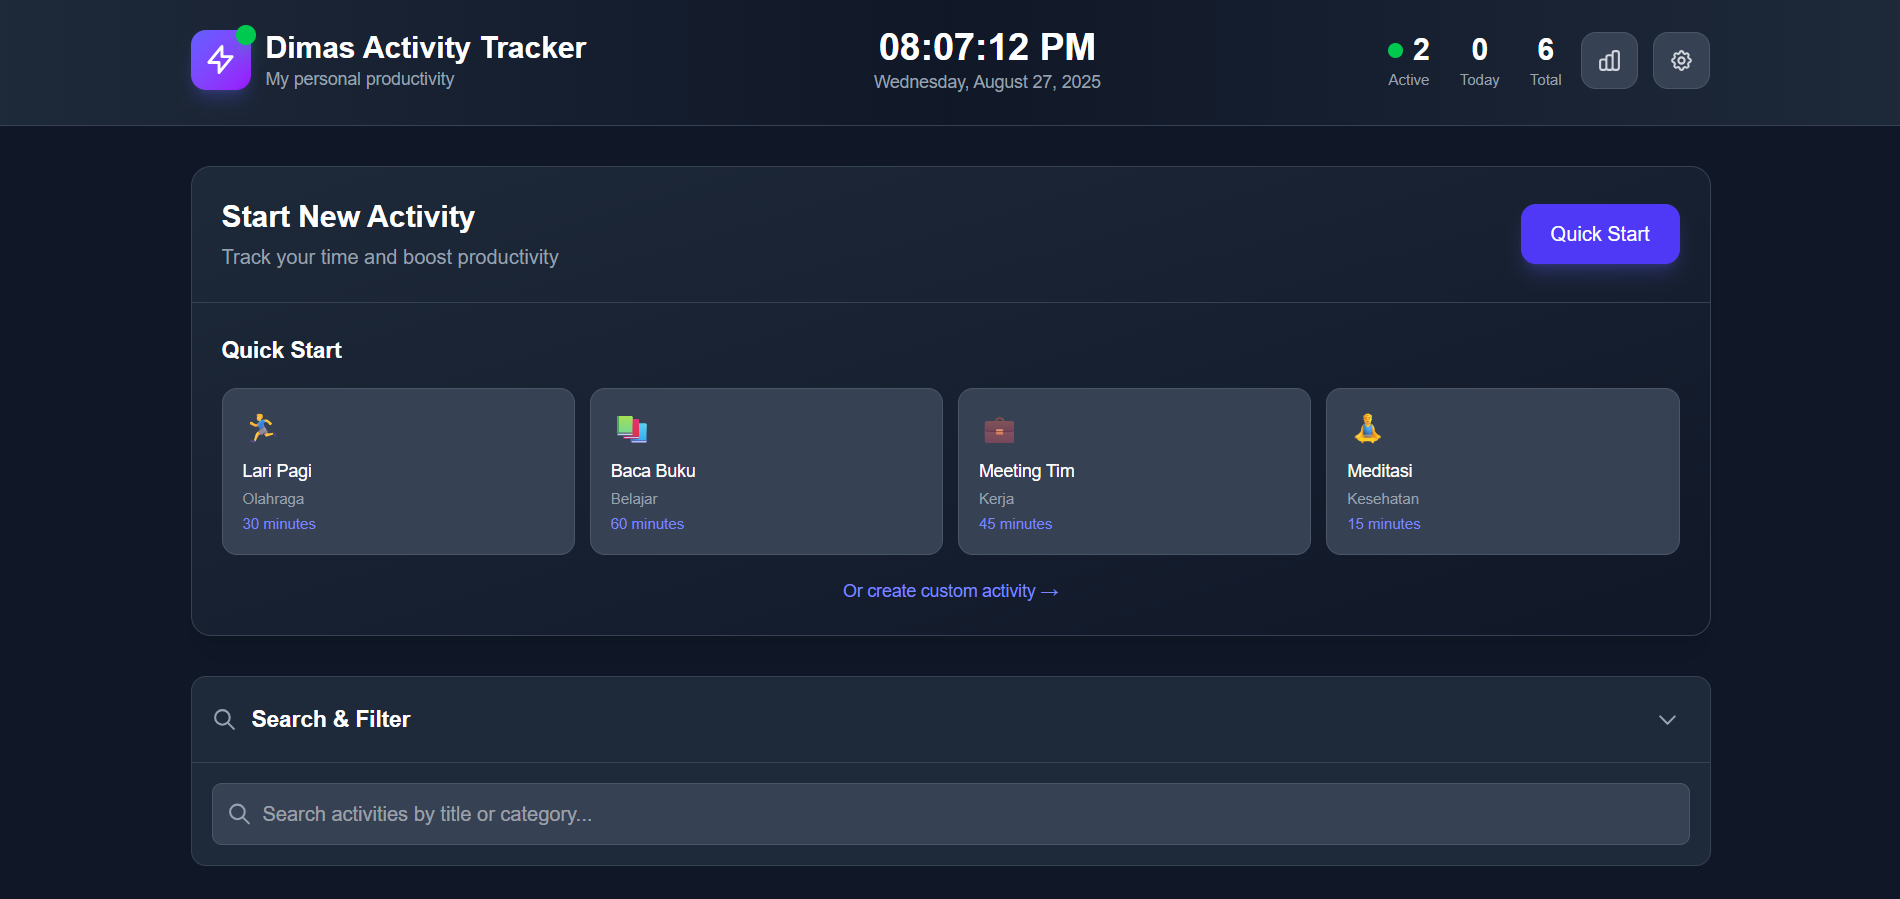 Dimas Activity Tracker
My personal productivity
08:07:12 PM
Wednesday, August 27, 2025
2
Active
0
Today
6
Total
Start New Activity
Track your time and boost productivity
Quick Start
Quick Start
Lari Pagi
Olahraga
30 minutes
Baca Buku
Belajar
60 minutes
Meeting Tim
Kerja
45 minutes
Meditasi
Kesehatan
15 minutes
Or create custom activity →
Search & Filter
Search activities by title or category...